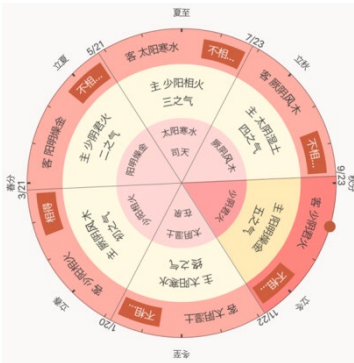 夏至
7/23
立秋
9/23
秋分
立冬
11/22
冬至
1/20
立春
3/21
春分
立夏
5/21
客 太阳寒水
不相...
主 少阳相火
三之气
太阳寒水
司天
客 厥阴风木
不相...
主 太阴湿土
四之气
厥阴风木
客 少阴君火
不相...
主 阳明操金
五之气
少阴君火
客 太阴湿土
不相...
主 太阳寒水
终之气
太阴湿土
在泉
客 少阳相火
相得
主 厥阴风木
初之气
少阳相火
客 阳明操金
不相...
主 少阴君火
二之气
阳明操金